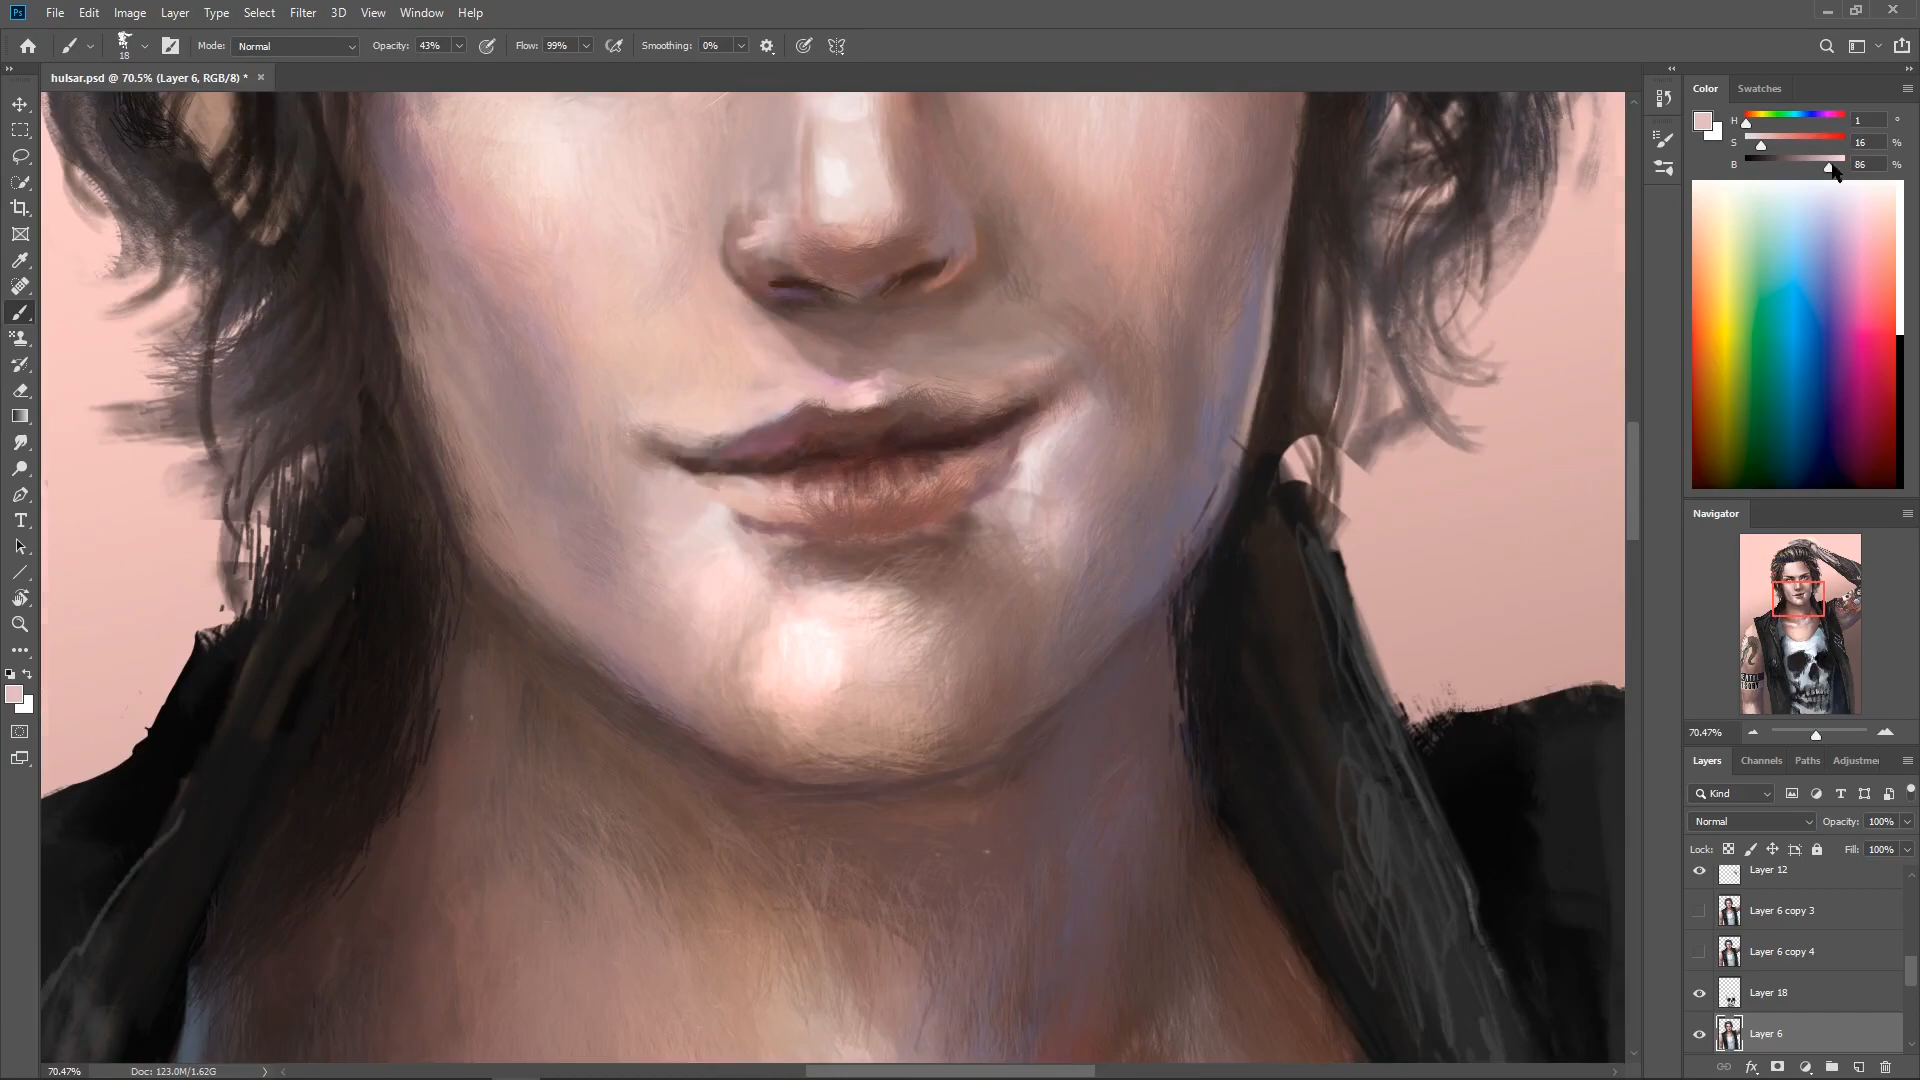 Ps File Edit Image Layer Type Select Filter 3D View Window Help
18 Mode: Normal Opacity: 43% Flow: 99% Smoothing: 0%
hulsar.psd @ 70.5% (Layer 6, RGB/8) *
Color Swatches
H 1 °
S 16 %
B 86 %
Navigator
70.47%
Layers Channels Paths Adjustmen
Kind
Normal Opacity: 100%
Lock: Fill: 100%
Layer 12
Layer 6 copy 3
Layer 6 copy 4
Layer 18
Layer 6
fx
70.47% Doc: 123.0M/1.62G